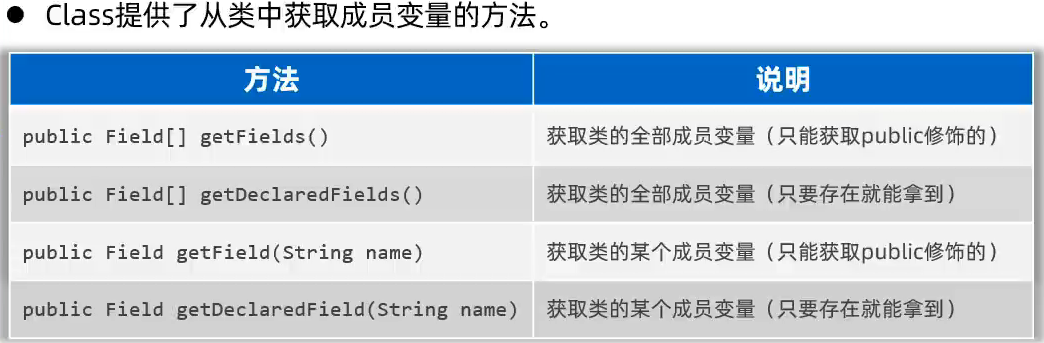 ● Class提供了从类中获取成员变量的方法。
方法 说明
public Field[] getFields() 获取类的全部成员变量（只能获取public修饰的）
public Field[] getDeclaredFields() 获取类的全部成员变量（只要存在就能拿到）
public Field getField(String name) 获取类的某个成员变量（只能获取public修饰的）
public Field getDeclaredField(String name) 获取类的某个成员变量（只要存在就能拿到）